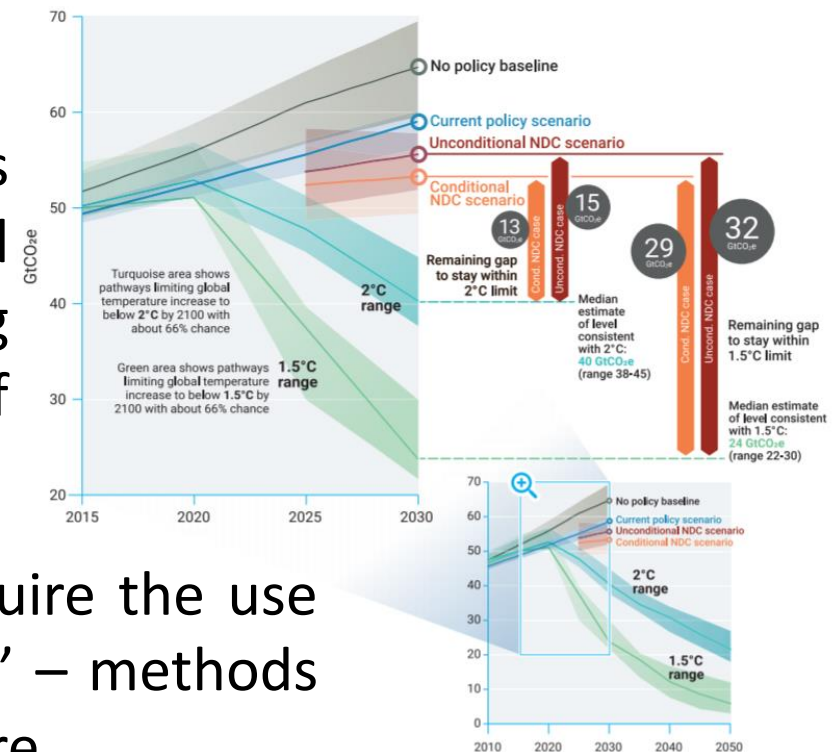 70
60
50
40
30
20
GtCO₂e
2015
2020
2025
2030
No policy baseline
Current policy scenario
Unconditional NDC scenario
Conditional
NDC scenario
Turquoise area shows
pathways limiting global
temperature increase to
below 2°C by 2100 with
about 66% chance
Green area shows pathways
limiting global temperature
increase to below 1.5°C by
2100 with about 66% chance
2°C
range
1.5°C
range
13
GtCO₂e
15
GtCO₂e
Cond. NDC case
Uncond. NDC case
Remaining gap
to stay within
2°C limit
Median
estimate
of level
consistent
with 2°C:
40 GtCO₂e
(range 38-45)
29
GtCO₂e
32
GtCO₂e
Cond. NDC case
Uncond. NDC case
Remaining gap
to stay within
1.5°C limit
Median estimate
of level consistent
with 1.5°C:
24 GtCO₂e
(range 22-30)
70
60
50
40
30
20
10
0
2010
2020
2030
2040
2050
No policy baseline
Current policy scenario
Unconditional NDC scenario
Conditional NDC scenario
2°C
range
1.5°C
range
s
g
f
uire the use
’ – methods